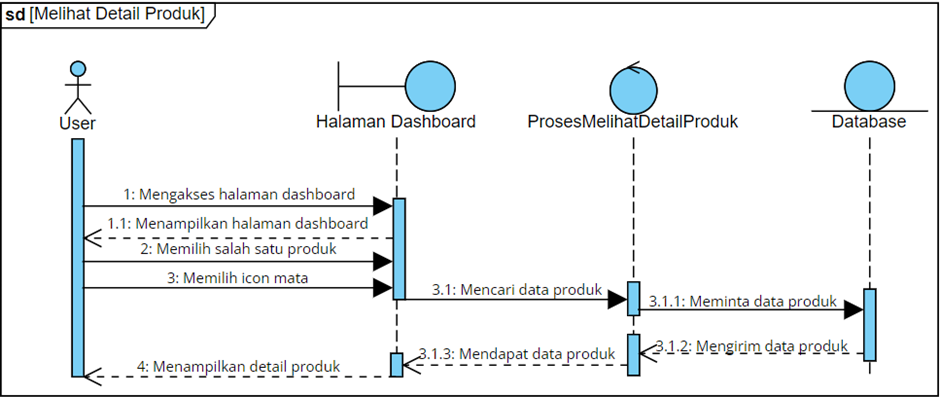 sd [Melihat Detail Produk]
User
Halaman Dashboard
ProsesMelihatDetailProduk
Database
1: Mengakses halaman dashboard
1.1: Menampilkan halaman dashboard
2: Memilih salah satu produk
3: Memilih icon mata
3.1: Mencari data produk
3.1.1: Meminta data produk
3.1.2: Mengirim data produk
3.1.3: Mendapat data produk
4: Menampilkan detail produk